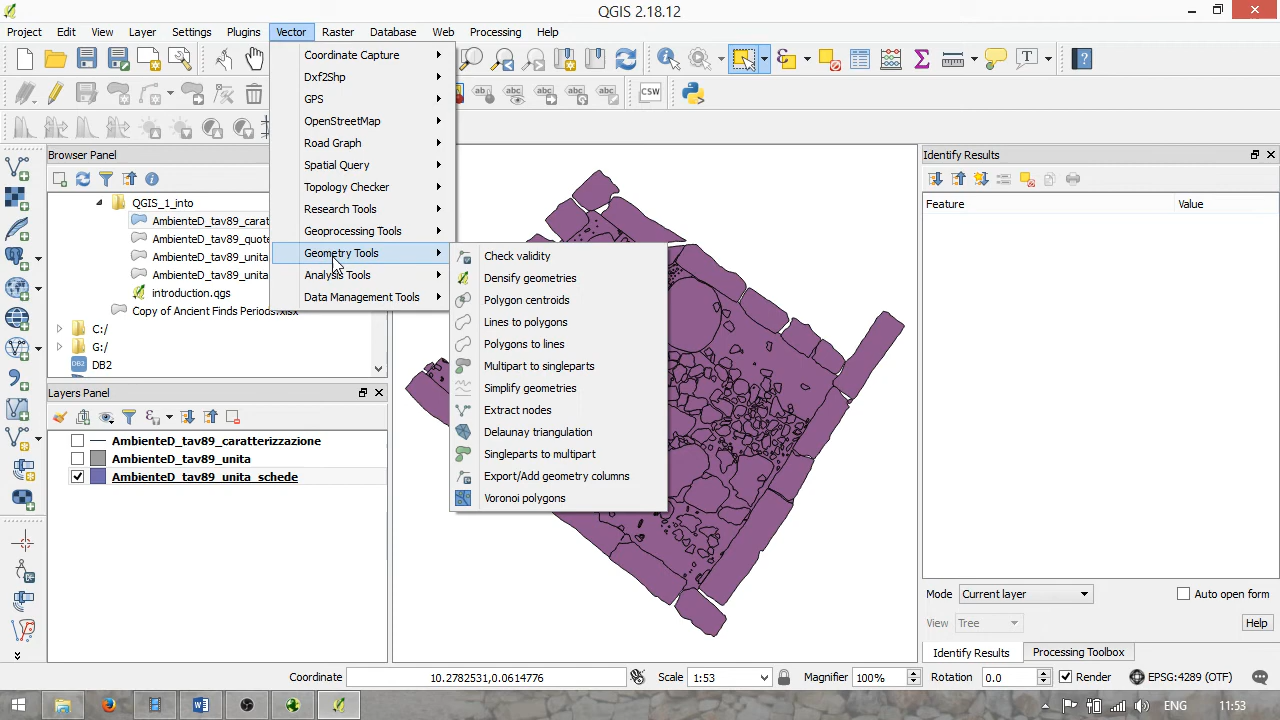 QGIS 2.18.12
Project Edit View Layer Settings Plugins Vector Raster Database Web Processing Help
Coordinate Capture
Dxf2Shp
GPS
OpenStreetMap
Road Graph
Spatial Query
Topology Checker
Research Tools
Geoprocessing Tools
Geometry Tools
Analysis Tools
Data Management Tools
Check validity
Densify geometries
Polygon centroids
Lines to polygons
Polygons to lines
Multipart to singleparts
Simplify geometries
Extract nodes
Delaunay triangulation
Singleparts to multipart
Export/Add geometry columns
Voronoi polygons
CSW
abc
abc
abc
abc
abc
Browser Panel
QGIS_1_into
AmbienteD_tav89_carat
AmbienteD_tav89_quote
AmbienteD_tav89_unita
AmbienteD_tav89_unita
introduction.qgs
Copy of Ancient Finds Periods.xlsx
C:/
G:/
DB2
Layers Panel
AmbienteD_tav89_caratterizzazione
AmbienteD_tav89_unita
AmbienteD_tav89_unita_schede
Identify Results
Feature Value
Mode Current layer Auto open form
View Tree Help
Identify Results Processing Toolbox
Coordinate 10.2782531,0.0614776 Scale 1:53 Magnifier 100% Rotation 0.0 Render EPSG:4289 (OTF)
ENG 11:53